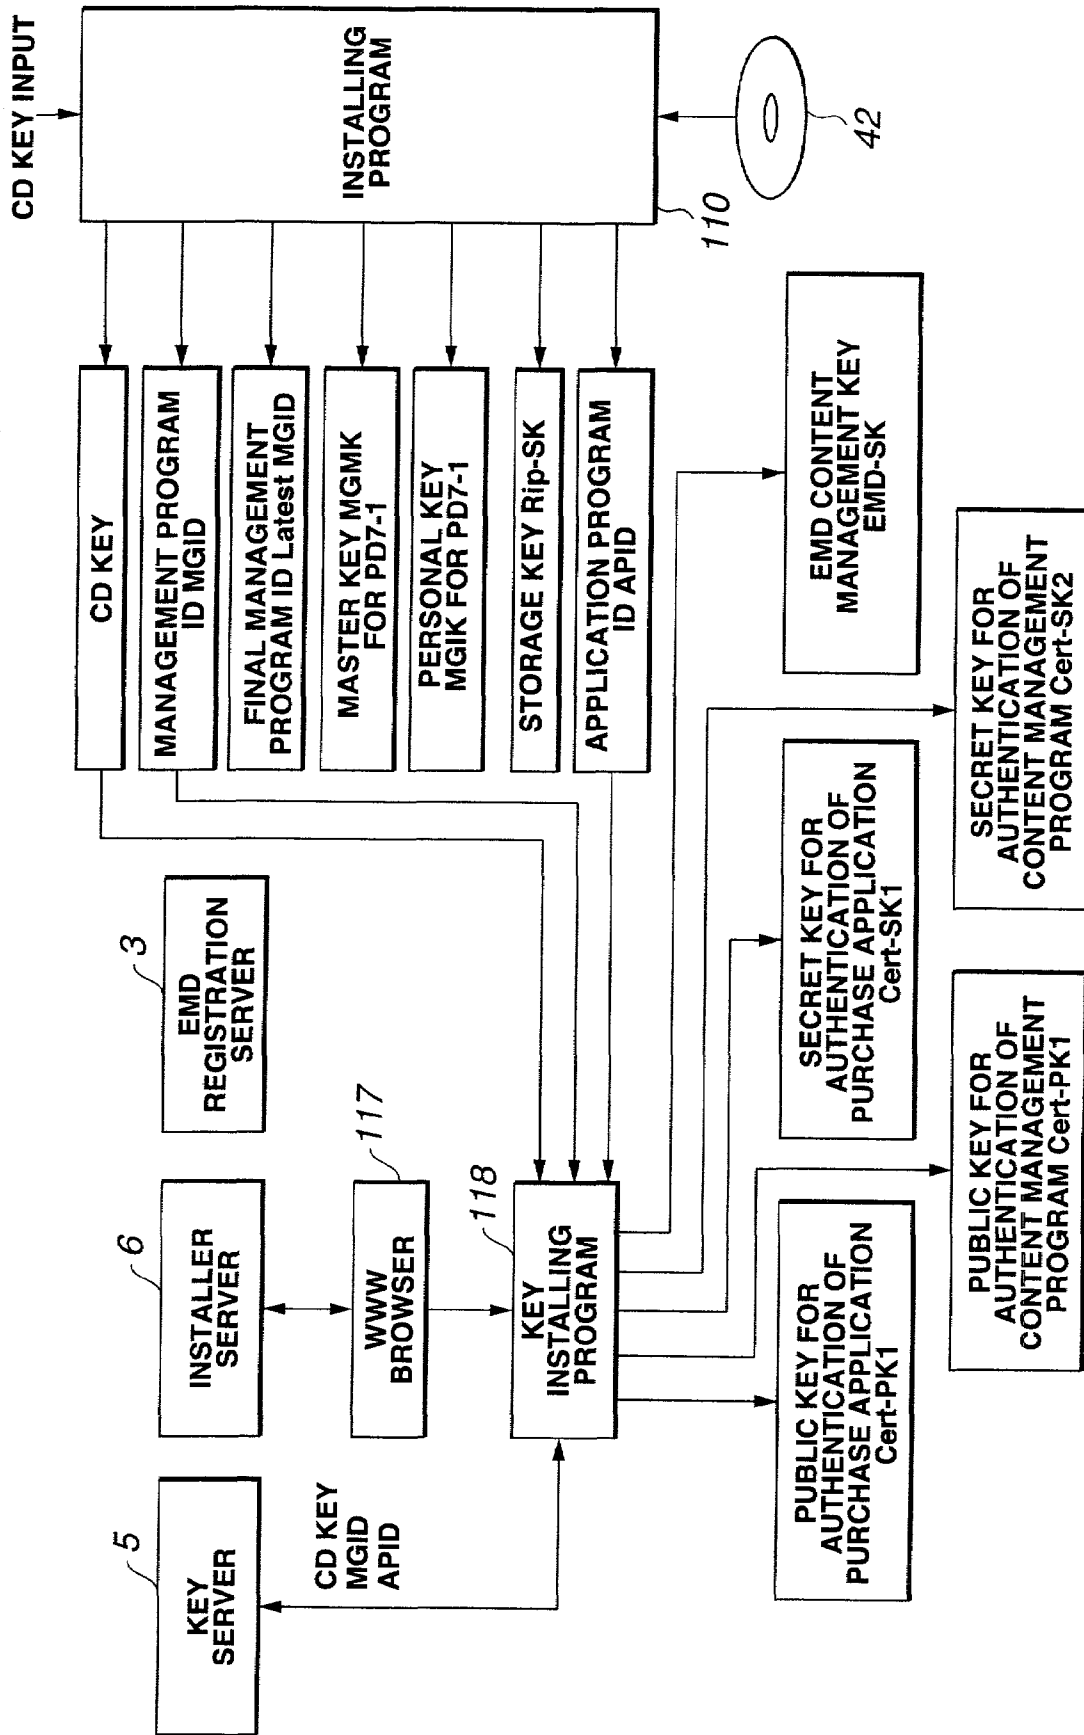 CD KEY INPUT
INSTALLING
PROGRAM
110
42
CD KEY
MANAGEMENT PROGRAM
ID MGID
FINAL MANAGEMENT
PROGRAM ID Latest MGID
MASTER KEY MGMK
FOR PD7-1
PERSONAL KEY
MGIK FOR PD7-1
STORAGE KEY Rip-SK
APPLICATION PROGRAM
ID APID
3
EMD
REGISTRATION
SERVER
6
INSTALLER
SERVER
5
KEY
SERVER
117
WWW
BROWSER
CD KEY
MGID
APID
118
KEY
INSTALLING
PROGRAM
PUBLIC KEY FOR
AUTHENTICATION OF
PURCHASE APPLICATION
Cert-PK1
PUBLIC KEY FOR
AUTHENTICATION OF
CONTENT MANAGEMENT
PROGRAM Cert-PK1
SECRET KEY FOR
AUTHENTICATION OF
PURCHASE APPLICATION
Cert-SK1
SECRET KEY FOR
AUTHENTICATION OF
CONTENT MANAGEMENT
PROGRAM Cert-SK2
EMD CONTENT
MANAGEMENT KEY
EMD-SK